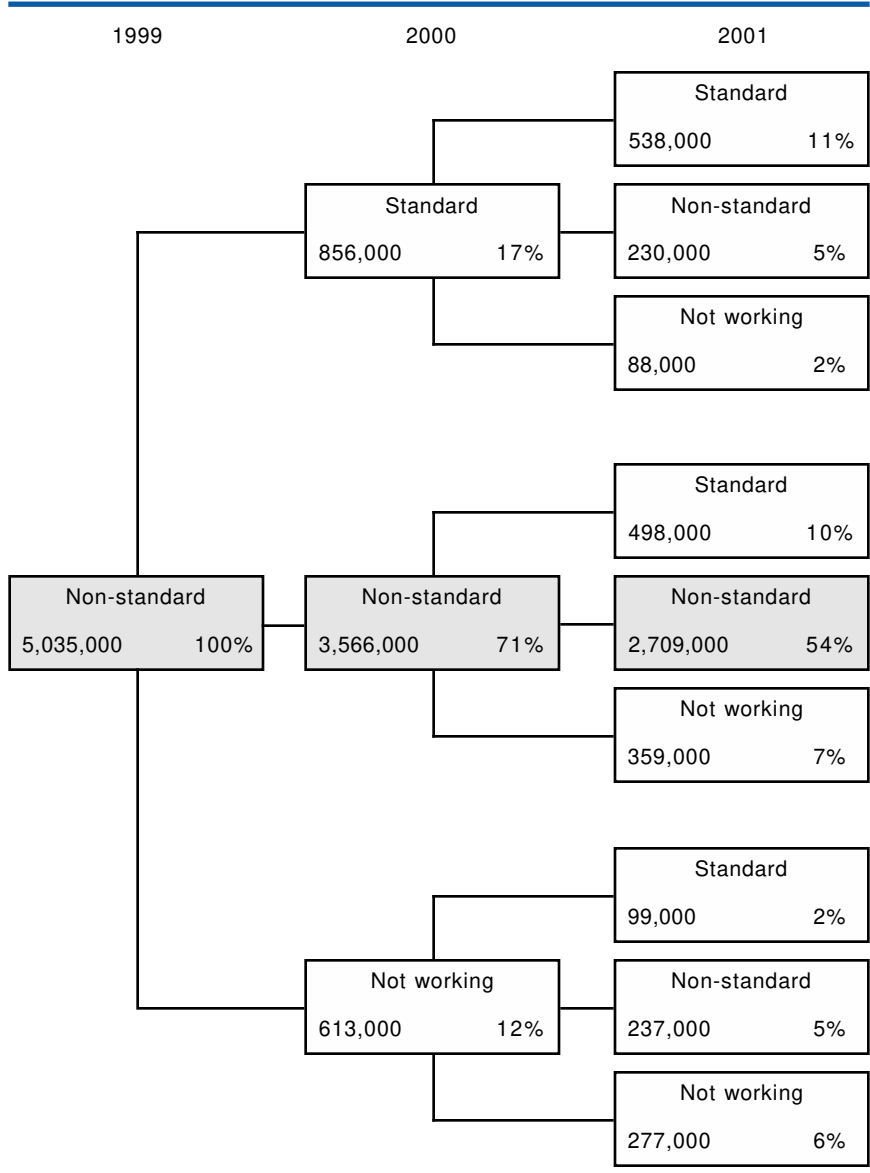 1999 2000 2001
Standard
538,000 11%
Standard
856,000 17%
Non-standard
230,000 5%
Not working
88,000 2%
Standard
498,000 10%
Non-standard
5,035,000 100%
Non-standard
3,566,000 71%
Non-standard
2,709,000 54%
Not working
359,000 7%
Standard
99,000 2%
Not working
613,000 12%
Non-standard
237,000 5%
Not working
277,000 6%